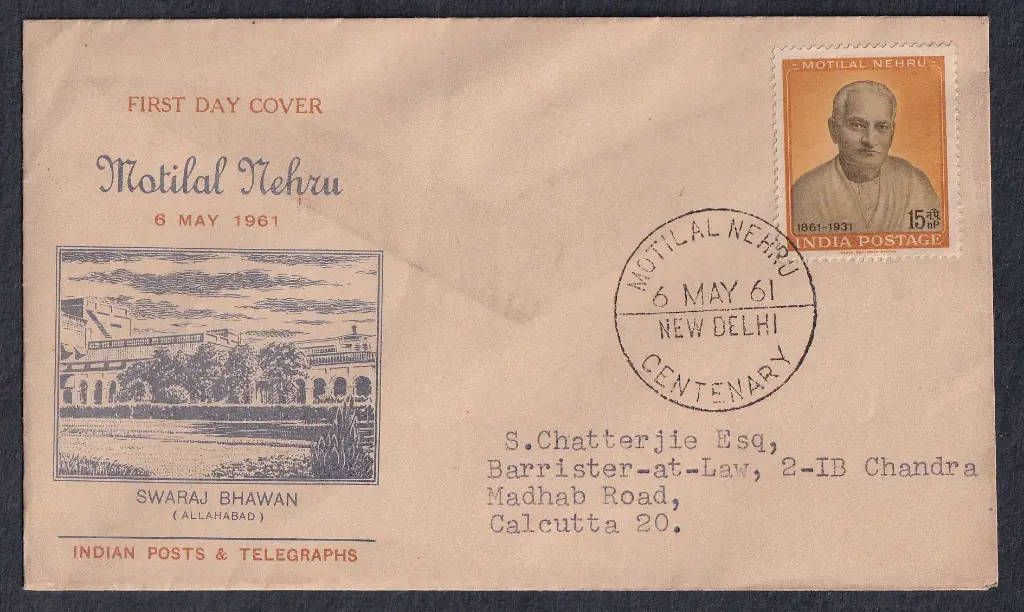 FIRST DAY COVER
Motilal Nehru
6 MAY 1961
SWARAJ BHAWAN
(ALLAHABAD)
INDIAN POSTS & TELEGRAPHS
MOTILAL NEHRU
1861-1931
15 नपै
nP
INDIA POSTAGE
MOTILAL NEHRU
6 MAY 61
NEW DELHI
CENTENARY
S.Chatterjie Esq,
Barrister-at-Law, 2-IB Chandra
Madhab Road,
Calcutta 20.